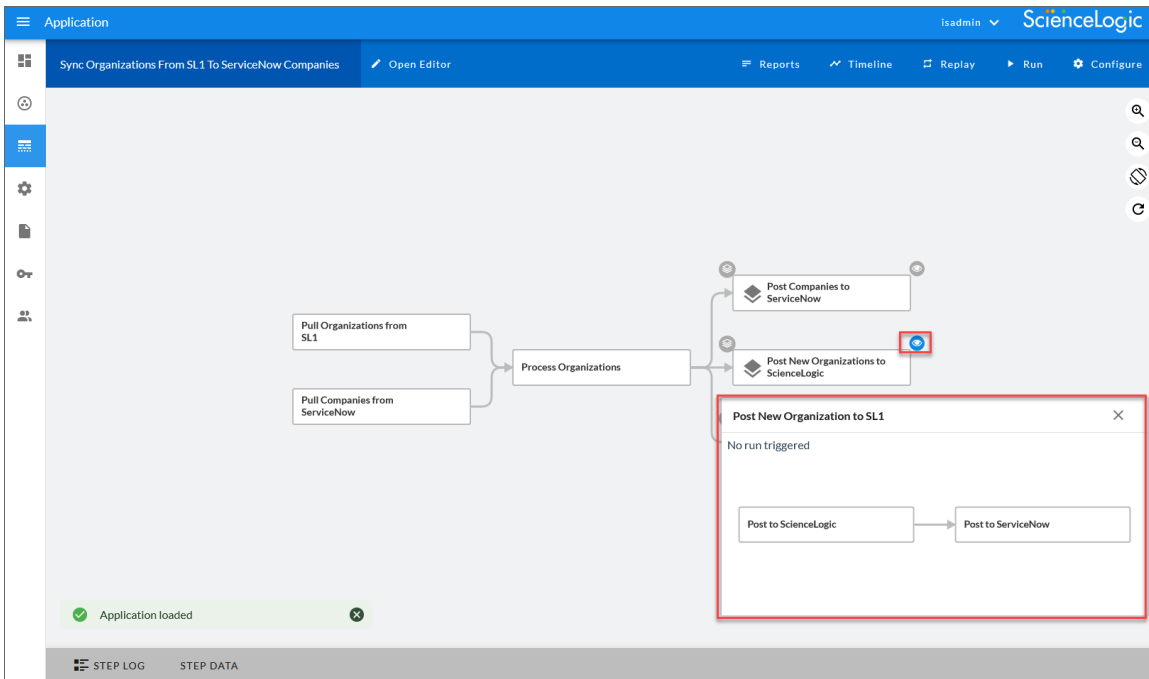 Application
isadmin
ScienceLogic
Sync Organizations From SL1 To ServiceNow Companies
Open Editor
Reports
Timeline
Replay
Run
Configure
Post Companies to
ServiceNow
Pull Organizations from
SL1
Process Organizations
Post New Organizations to
ScienceLogic
Pull Companies from
ServiceNow
Post New Organization to SL1
No run triggered
Post to ScienceLogic
Post to ServiceNow
Application loaded
STEP LOG
STEP DATA